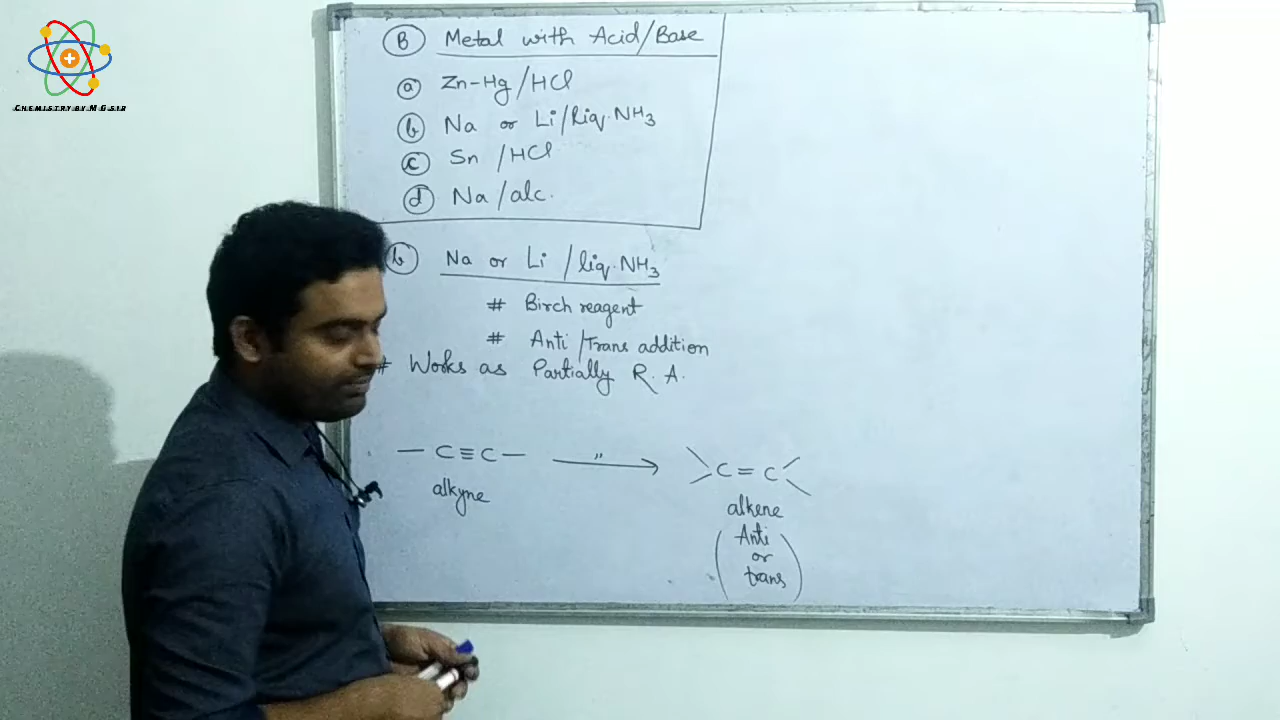 CHEMISTRY BY M G SIR
B Metal with Acid/Base
a Zn-Hg/HCl
b Na or Li/Liq. NH3
c Sn /HCl
d Na/alc.
b Na or Li /liq. NH3
# Birch reagent
# Anti/Trans addition
# Works as Partially R. A.
— C≡C — ,, → C = C
alkyne
alkene
(Anti
or
trans)